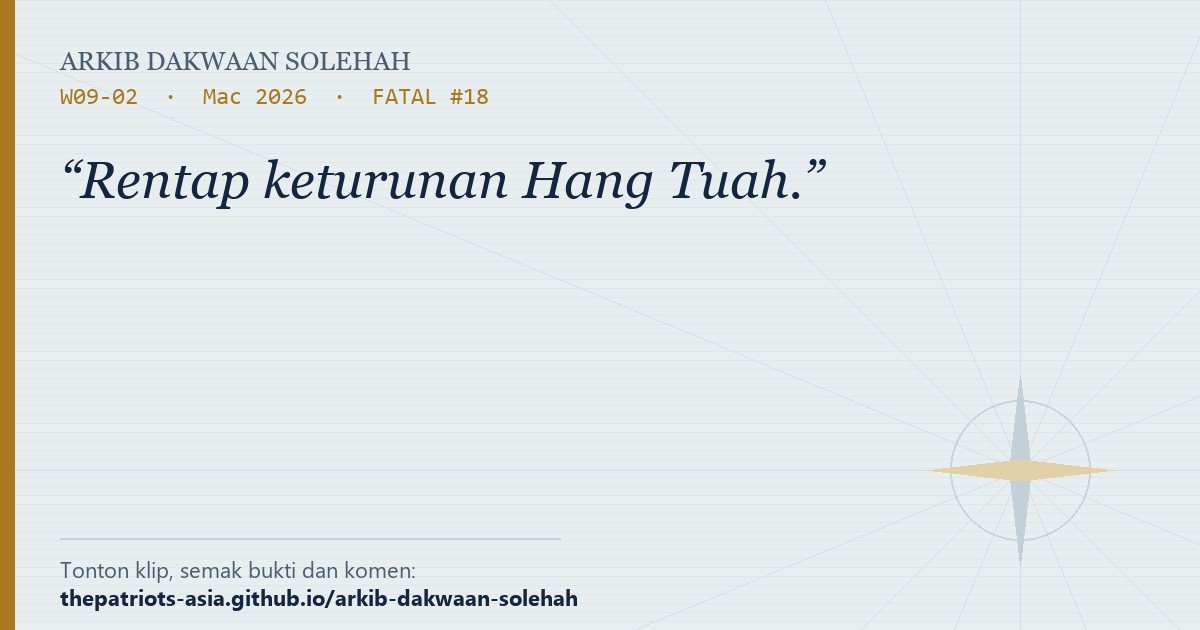 ARKIB DAKWAAN SOLEHAH
W09-02 · Mac 2026 · FATAL #18
“Rentap keturunan Hang Tuah.”
Tonton klip, semak bukti dan komen:
thepatriots-asia.github.io/arkib-dakwaan-solehah